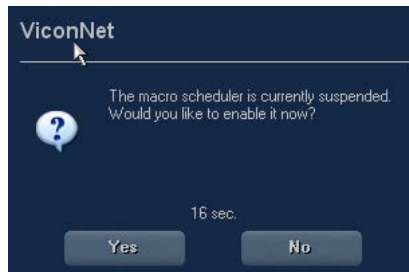 ViconNet
The macro scheduler is currently suspended.
Would you like to enable it now?
16 sec.
Yes
No